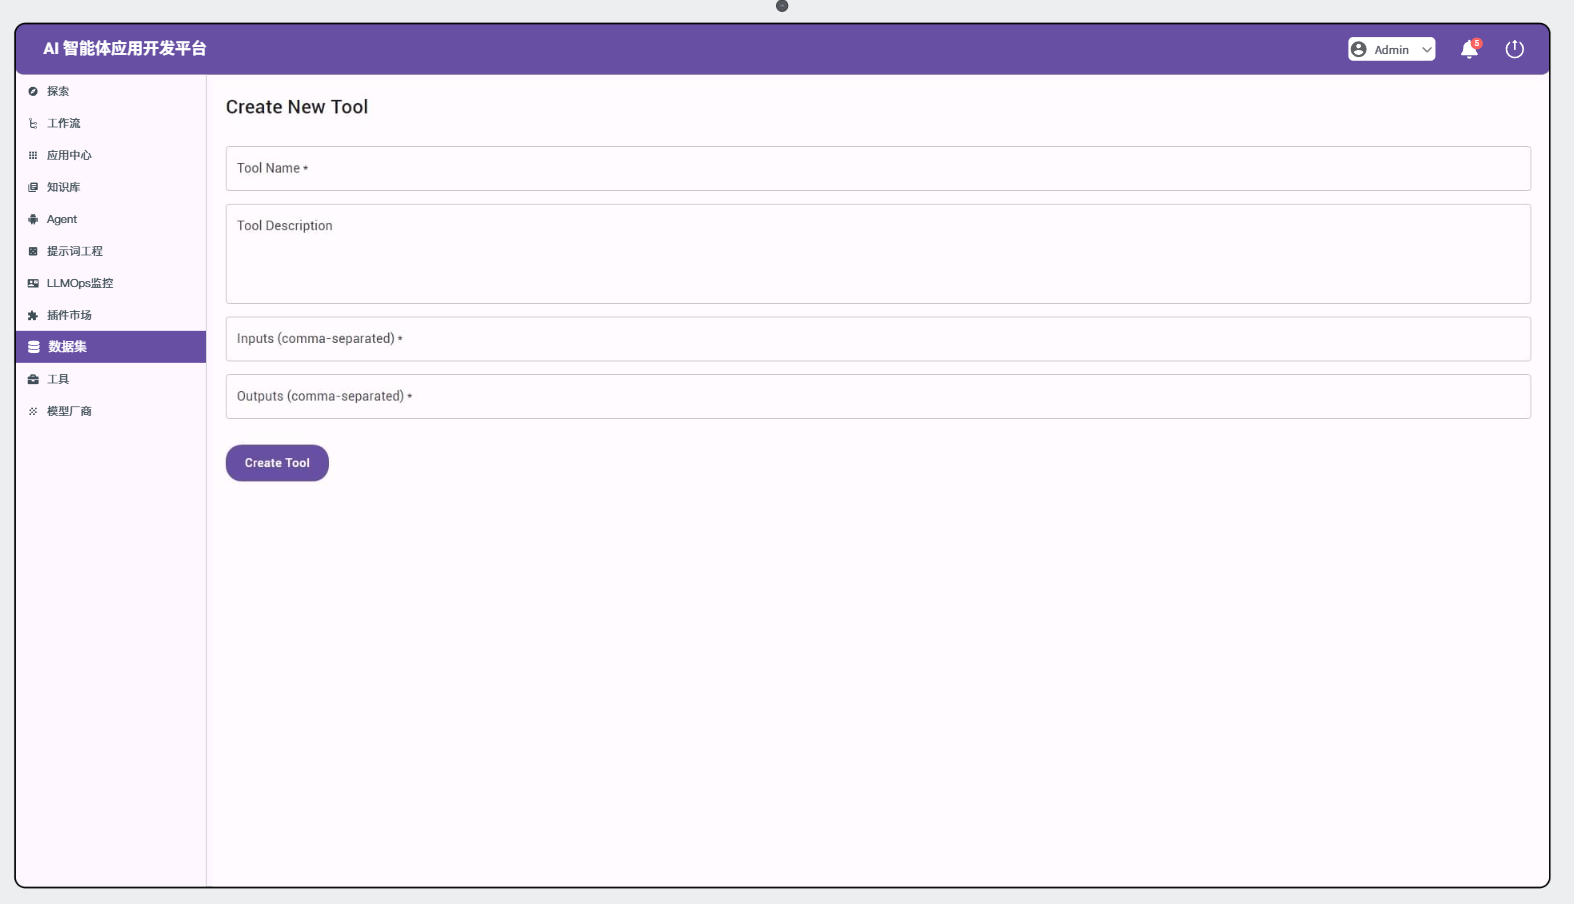 AI 智能体应用开发平台
Admin
5
探索
工作流
应用中心
知识库
Agent
提示词工程
LLMOps监控
插件市场
数据集
工具
模型厂商
Create New Tool
Tool Name *
Tool Description
Inputs (comma-separated) *
Outputs (comma-separated) *
Create Tool